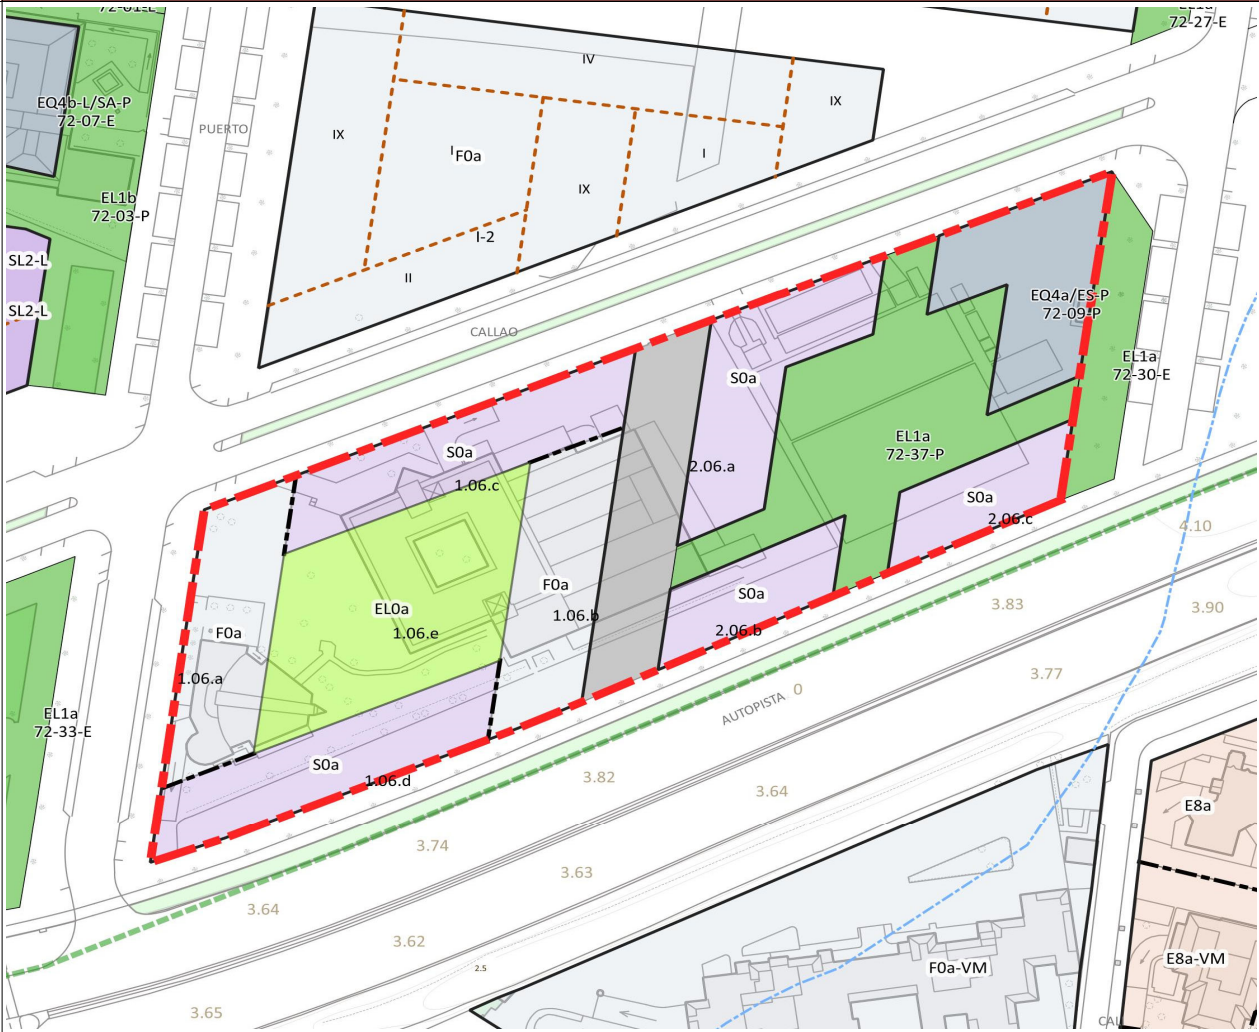 72-01-E
EL1a
72-27-E
IV
IX
IX
EQ4b-L/SA-P
72-07-E
PUERTO
I
F0a
I
IX
EL1b
72-03-P
I-2
SL2-L
II
SL2-L
CALLAO
EQ4a/ES-P
72-09-P
EL1a
72-30-E
S0a
EL1a
72-37-P
S0a
2.06.a
1.06.c
S0a
2.06.c
4.10
F0a
1.06.b
S0a
2.06.b
3.83
3.90
EL0a
1.06.e
F0a
1.06.a
3.77
0
AUTOPISTA
EL1a
72-33-E
S0a
1.06.d
3.82
3.64
E8a
3.74
3.63
3.64
3.62
2.5
F0a-VM
E8a-VM
3.65
CAL